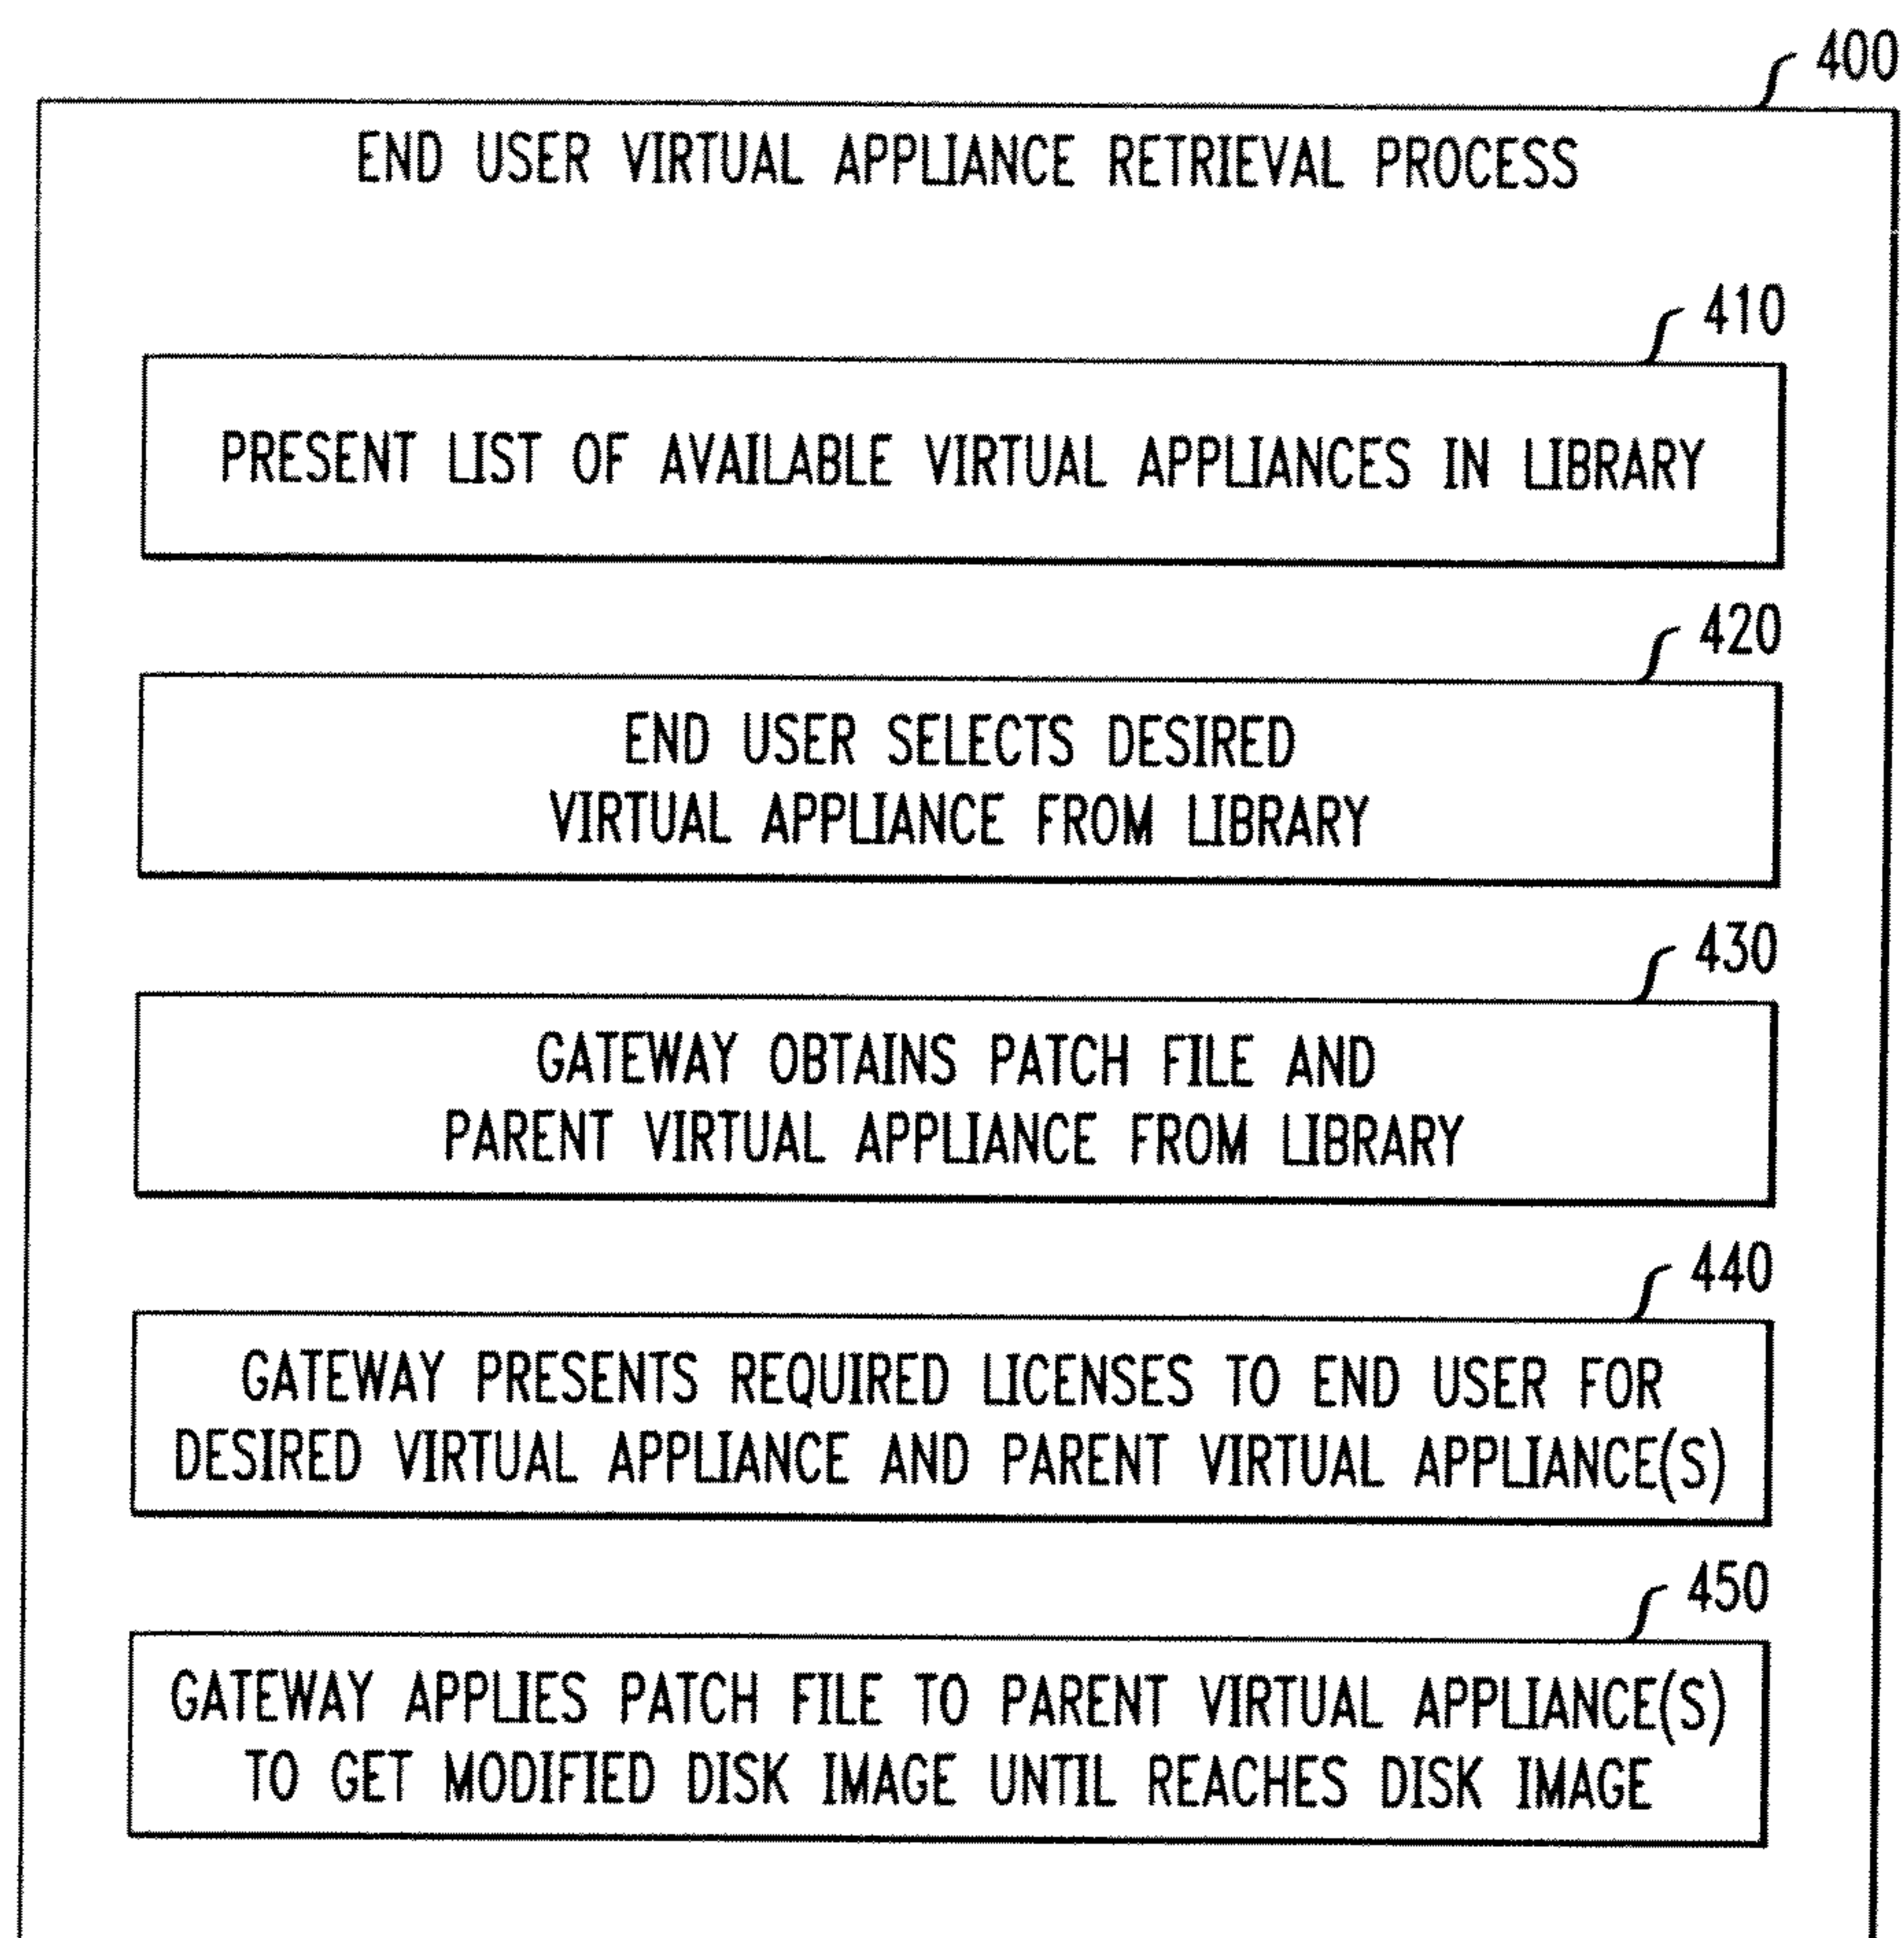 400
END USER VIRTUAL APPLIANCE RETRIEVAL PROCESS
410
PRESENT LIST OF AVAILABLE VIRTUAL APPLIANCES IN LIBRARY
420
END USER SELECTS DESIRED
VIRTUAL APPLIANCE FROM LIBRARY
430
GATEWAY OBTAINS PATCH FILE AND
PARENT VIRTUAL APPLIANCE FROM LIBRARY
440
GATEWAY PRESENTS REQUIRED LICENSES TO END USER FOR
DESIRED VIRTUAL APPLIANCE AND PARENT VIRTUAL APPLIANCE(S)
450
GATEWAY APPLIES PATCH FILE TO PARENT VIRTUAL APPLIANCE(S)
TO GET MODIFIED DISK IMAGE UNTIL REACHES DISK IMAGE